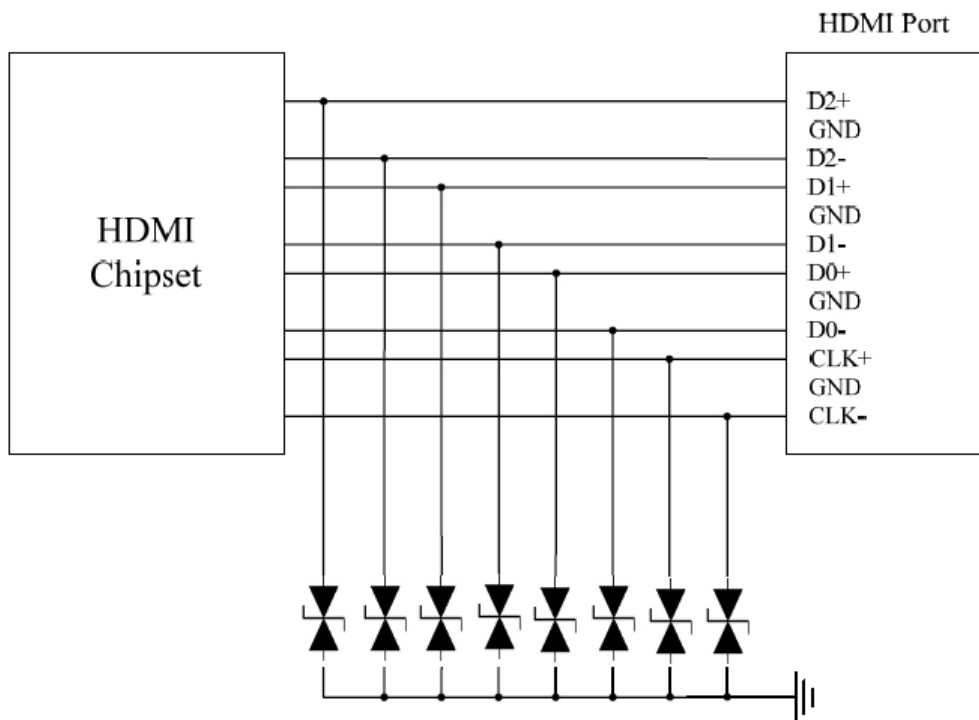 HDMI Port
HDMI
Chipset
D2+
GND
D2-
D1+
GND
D1-
D0+
GND
D0-
CLK+
GND
CLK-